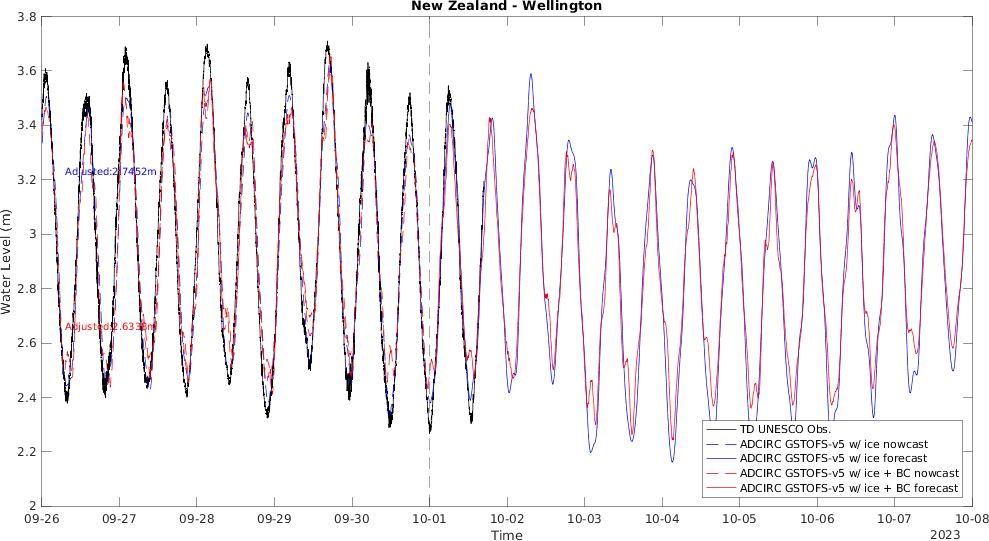 New Zealand - Wellington
3.8
3.6
3.4
3.2
3
2.8
2.6
2.4
2.2
2
Water Level (m)
Adjusted:2.7452m
Adjusted:2.6333m
TD UNESCO Obs.
ADCIRC GSTOFS-v5 w/ ice nowcast
ADCIRC GSTOFS-v5 w/ ice forecast
ADCIRC GSTOFS-v5 w/ ice + BC nowcast
ADCIRC GSTOFS-v5 w/ ice + BC forecast
09-26 09-27 09-28 09-29 09-30 10-01 10-02 10-03 10-04 10-05 10-06 10-07 10-08
Time
2023